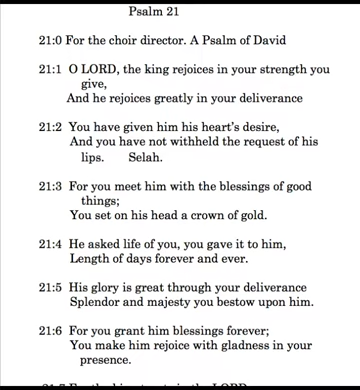 Psalm 21
21:0 For the choir director. A Psalm of David
21:1 O LORD, the king rejoices in your strength you
give,
And he rejoices greatly in your deliverance
21:2 You have given him his heart's desire,
And you have not withheld the request of his
lips. Selah.
21:3 For you meet him with the blessings of good
things;
You set on his head a crown of gold.
21:4 He asked life of you, you gave it to him,
Length of days forever and ever.
21:5 His glory is great through your deliverance
Splendor and majesty you bestow upon him.
21:6 For you grant him blessings forever;
You make him rejoice with gladness in your
presence.